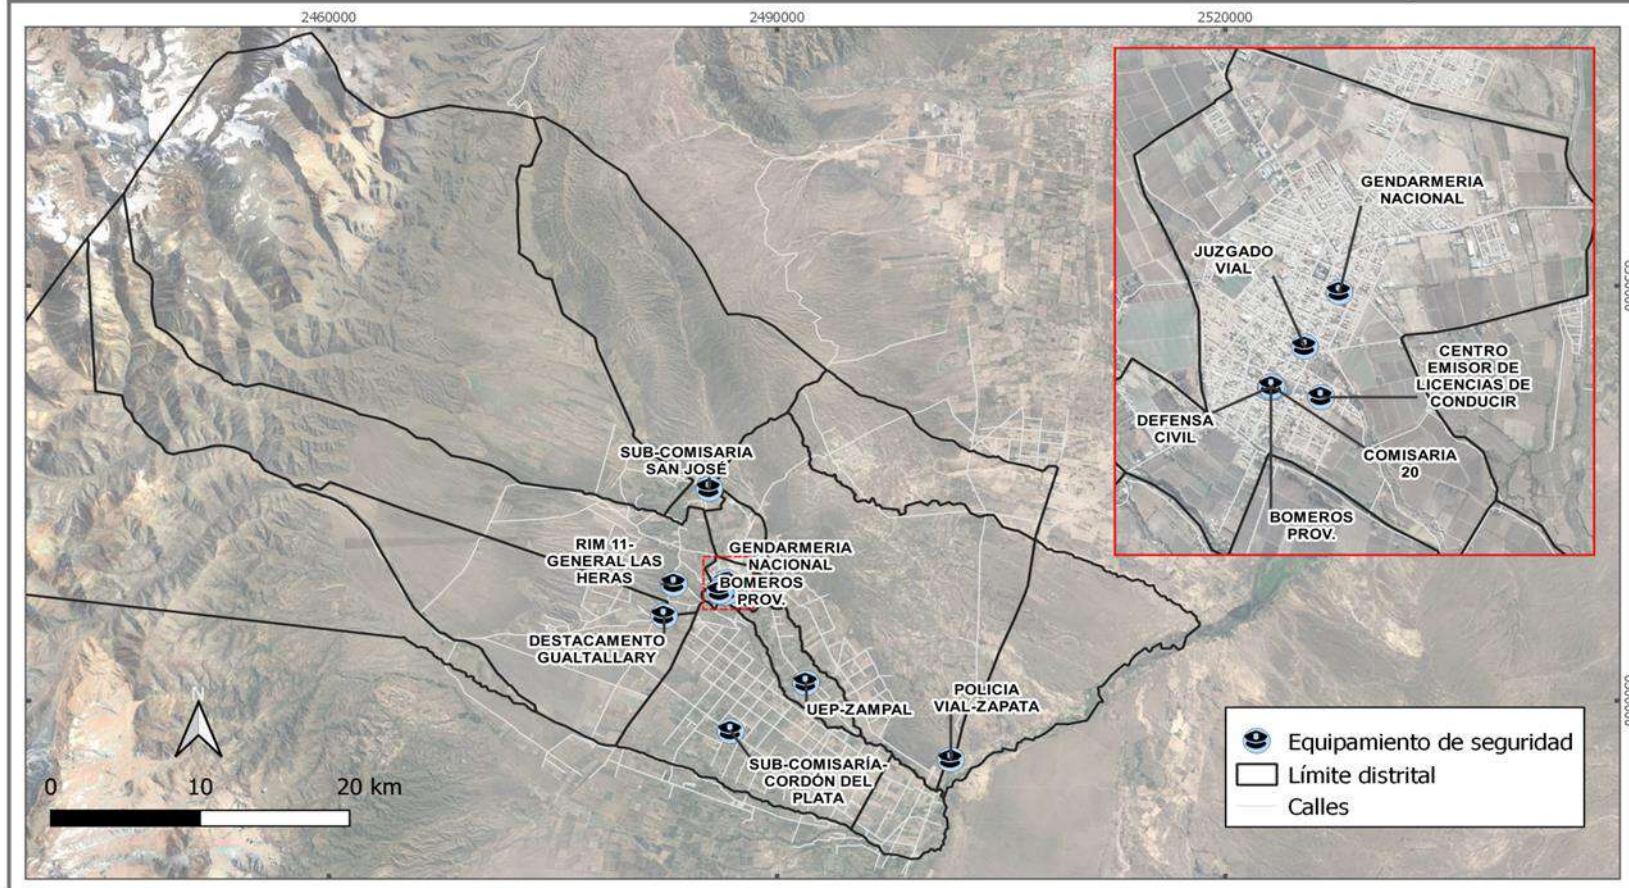 2460000
2490000
2520000
GENDARMERIA
NACIONAL
JUZGADO
VIAL
CENTRO
EMISOR DE
LICENCIAS DE
CONDUCIR
DEFENSA
CIVIL
COMISARIA
20
BOMEROS
PROV.
SUB-COMISARIA
SAN JOSÉ
RIM 11-
GENERAL LAS
HERAS
GENDARMERIA
NACIONAL
BOMEROS
PROV.
DESTACAMENTO
GUALTALLARY
UEP-ZAMPAL
POLICIA
VIAL-ZAPATA
SUB-COMISARÍA-
CORDÓN DEL
PLATA
N
0 10 20 km
Equipamiento de seguridad
Límite distrital
Calles